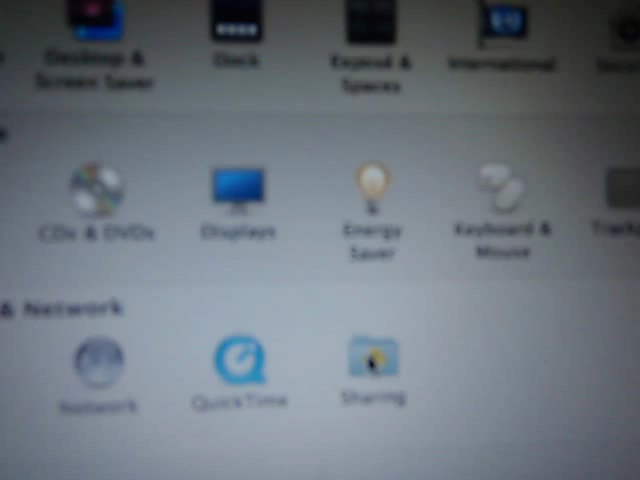 Desktop &
Screen Saver
Dock
Exposé &
Spaces
International
CDs & DVDs
Displays
Energy
Saver
Keyboard &
Mouse
& Network
Network
QuickTime
Sharing